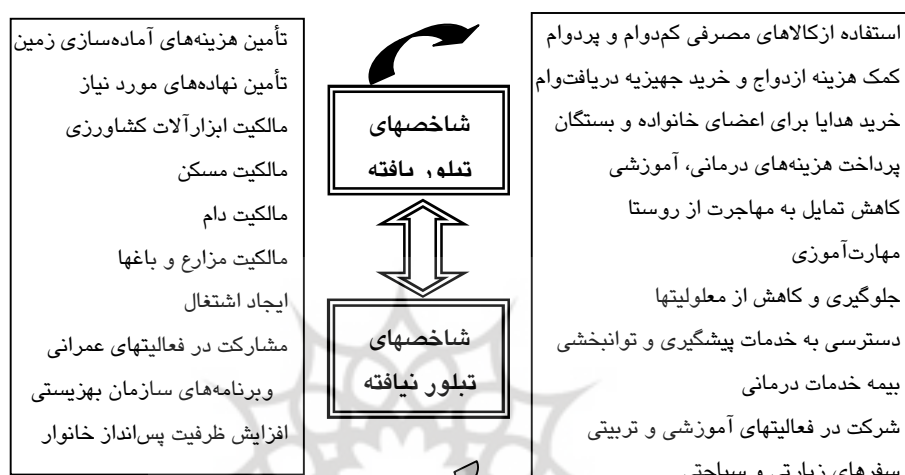 استفاده ازکالاهای مصرفی کم‌دوام و پردوام
کمک هزینه ازدواج و خرید جهیزیه دریافت‌وام
خرید هدایا برای اعضای خانواده و بستگان
پرداخت هزینه‌های درمانی، آموزشی
کاهش تمایل به مهاجرت از روستا
مهارت‌آموزی
جلوگیری و کاهش از معلولیتها
دسترسی به خدمات پیشگیری و توانبخشی
بیمه خدمات درمانی
شرکت در فعالیتهای آموزشی و تربیتی
سفرهای زیارتی و سیاحتی
شاخصهای
تبلور یافته
شاخصهای
تبلور نیافته
تأمین هزینه‌های آماده‌سازی زمین
تأمین نهاده‌های مورد نیاز
مالکیت ابزارآلات کشاورزی
مالکیت مسکن
مالکیت دام
مالکیت مزارع و باغها
ایجاد اشتغال
مشارکت در فعالیتهای عمرانی
وبرنامه‌های سازمان بهزیستی
افزایش ظرفیت پس‌انداز خانوار